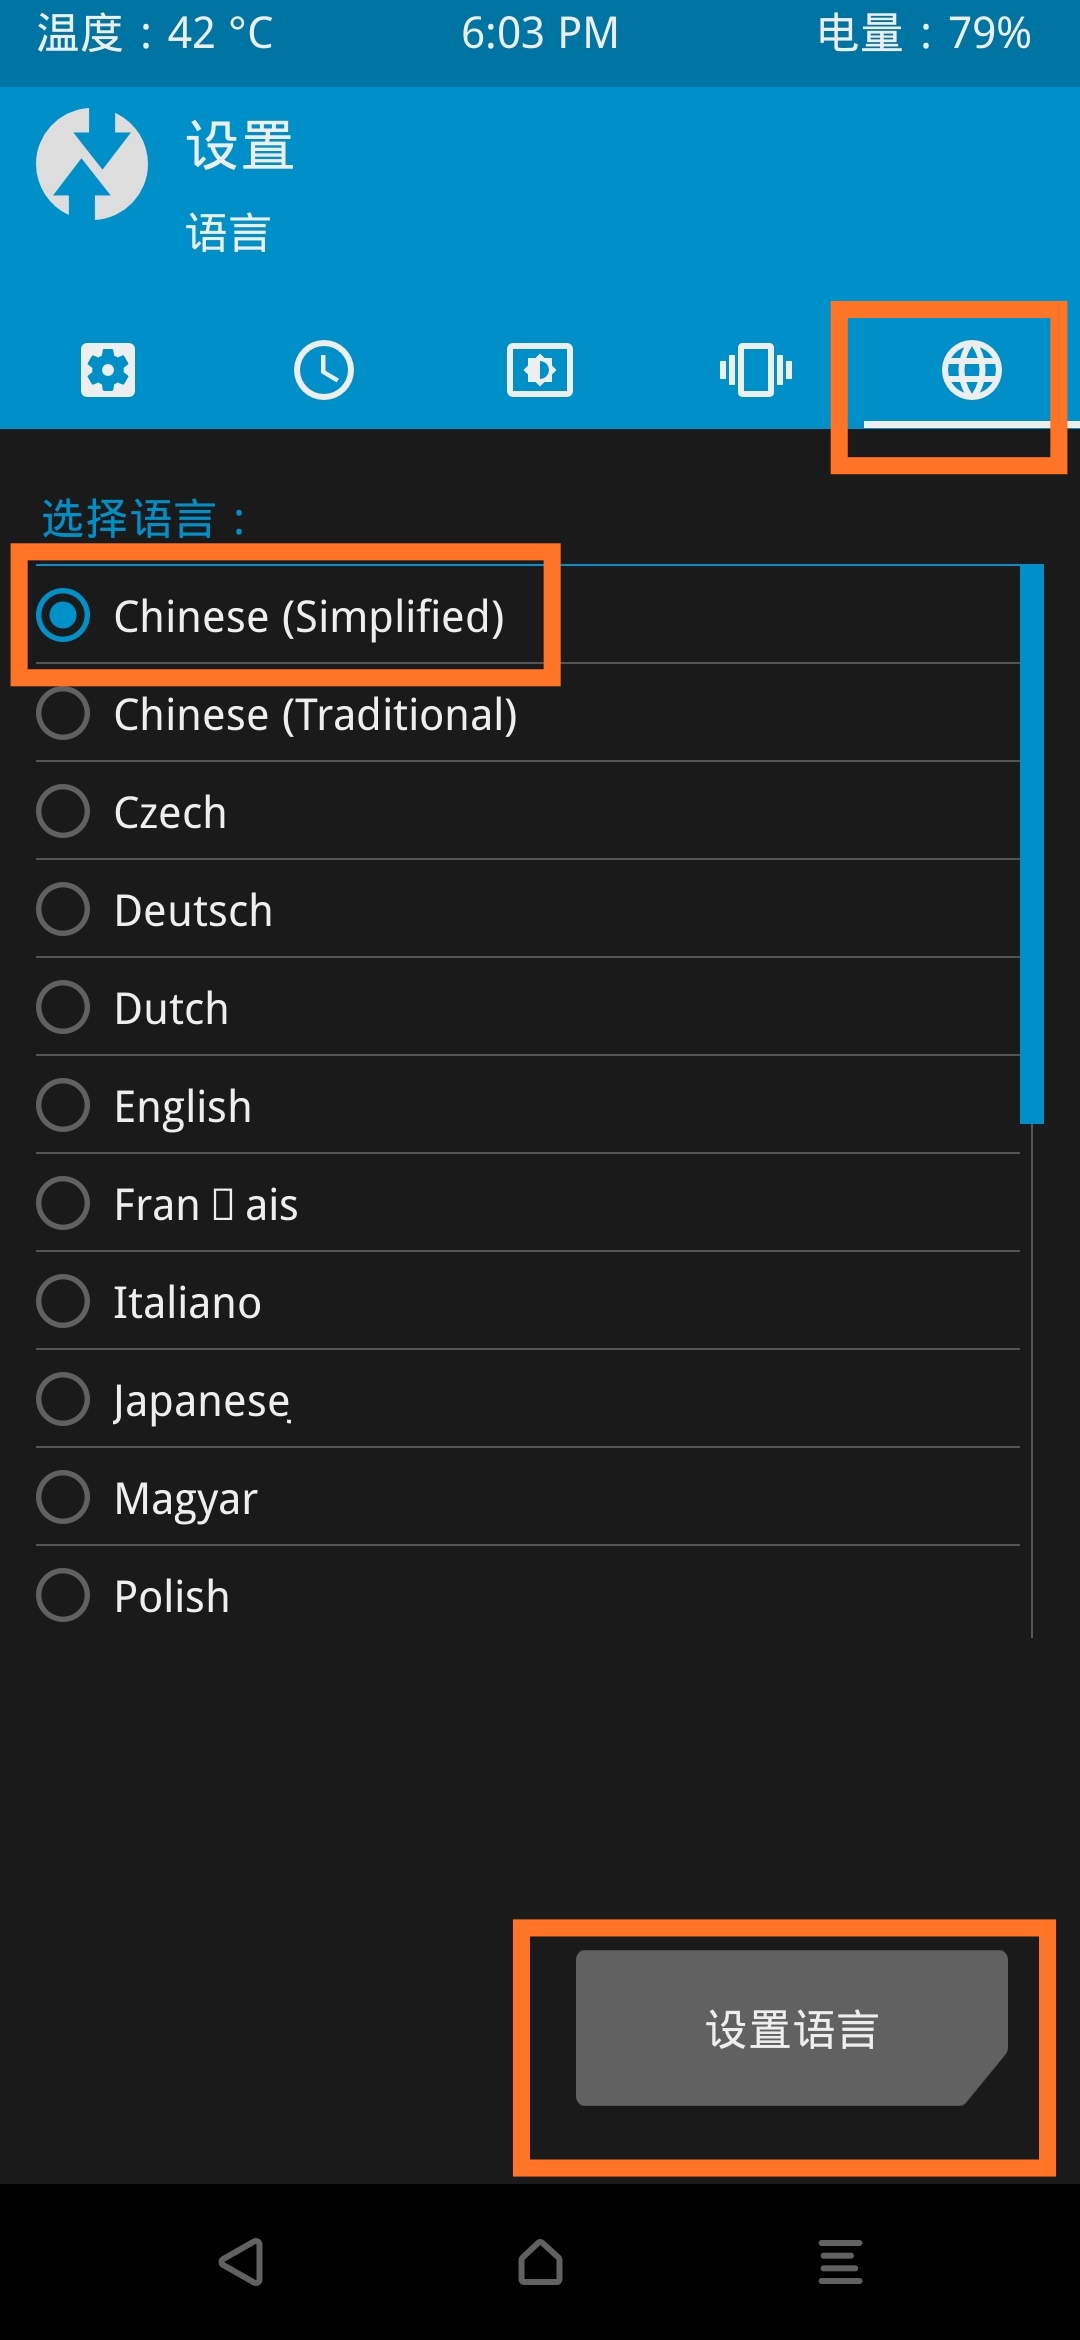 温度：42 °C 6:03 PM 电量：79%
设置
语言
选择语言：
Chinese (Simplified)
Chinese (Traditional)
Czech
Deutsch
Dutch
English
Fran▯ais
Italiano
Japanese
Magyar
Polish
设置语言